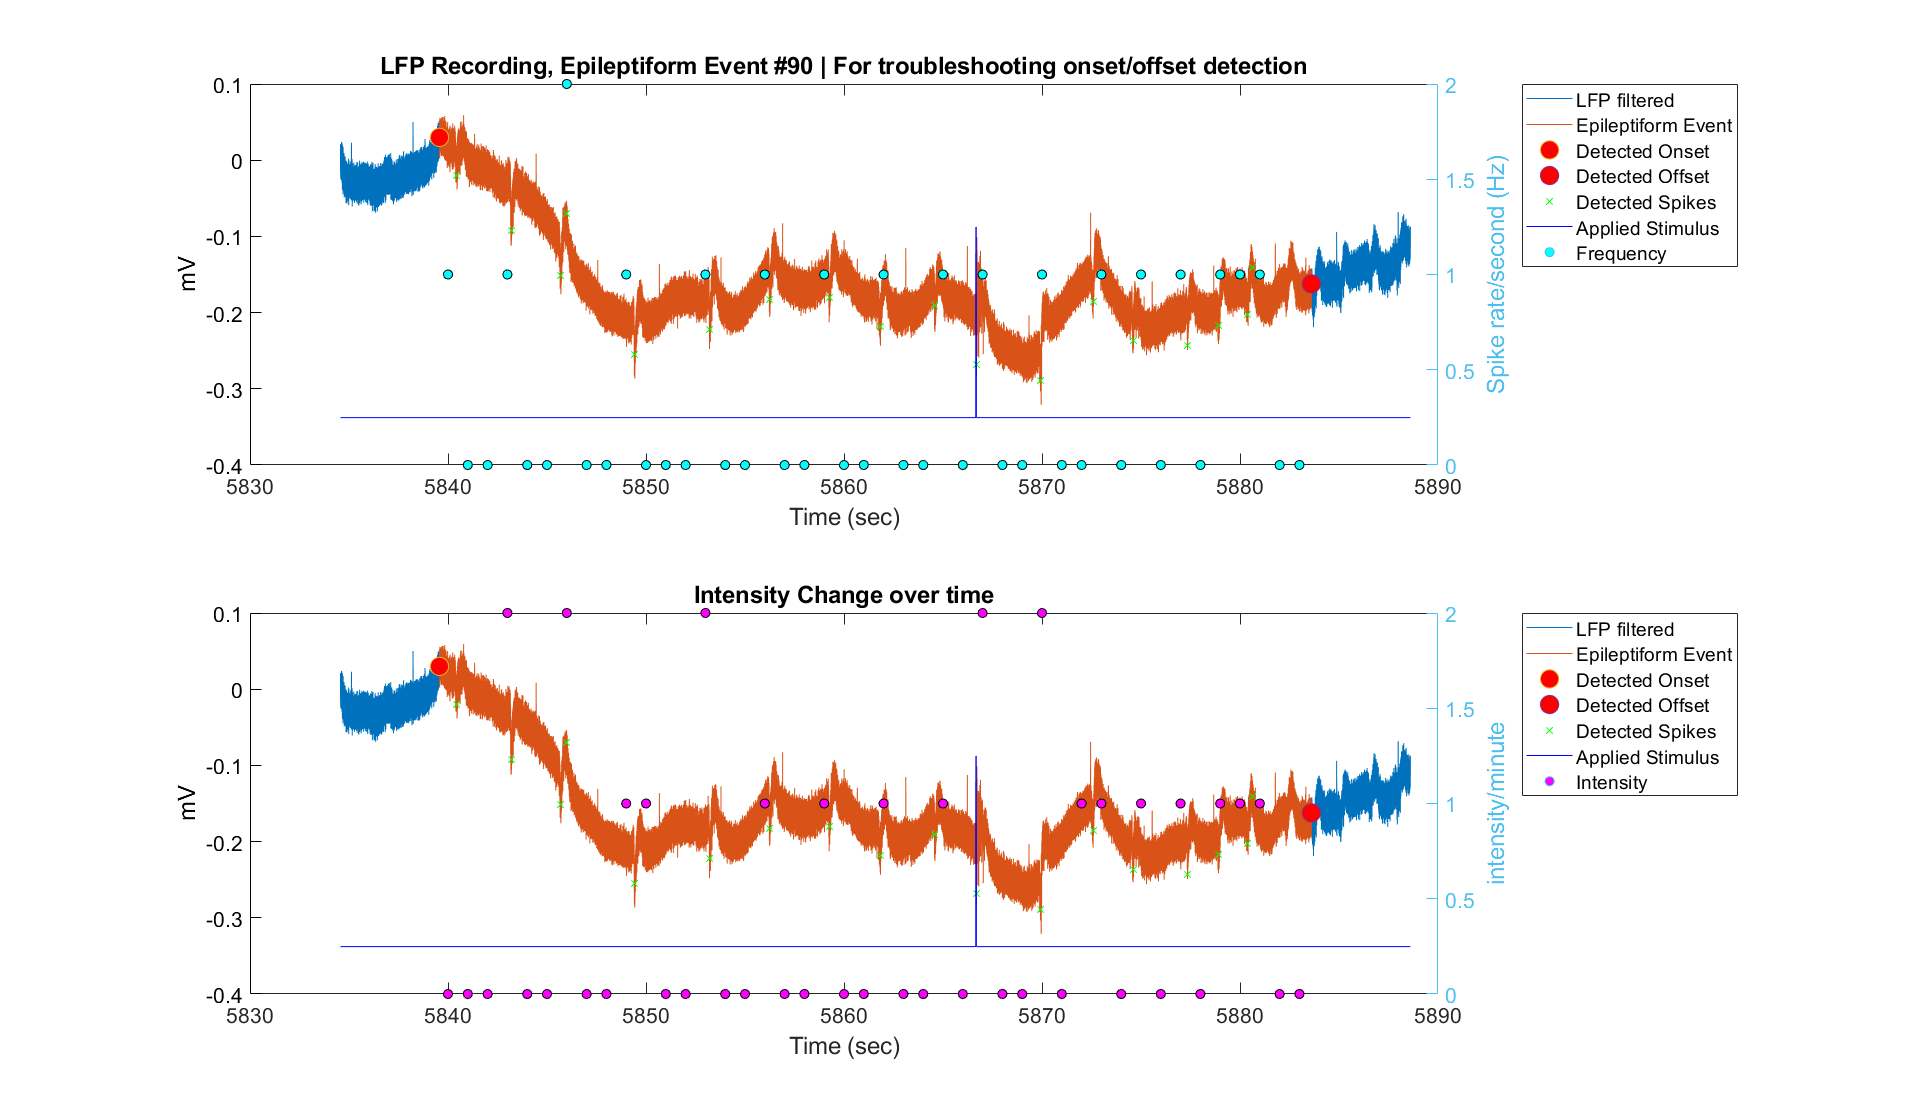 LFP Recording, Epileptiform Event #90 | For troubleshooting onset/offset detection
0.1
0
-0.1
-0.2
-0.3
-0.4
mV
5830 5840 5850 5860 5870 5880 5890
Time (sec)
2
1.5
1
0.5
0
Spike rate/second (Hz)
LFP filtered
Epileptiform Event
Detected Onset
Detected Offset
Detected Spikes
Applied Stimulus
Frequency
Intensity Change over time
0.1
0
-0.1
-0.2
-0.3
-0.4
mV
5830 5840 5850 5860 5870 5880 5890
Time (sec)
2
1.5
1
0.5
0
intensity/minute
LFP filtered
Epileptiform Event
Detected Onset
Detected Offset
Detected Spikes
Applied Stimulus
Intensity